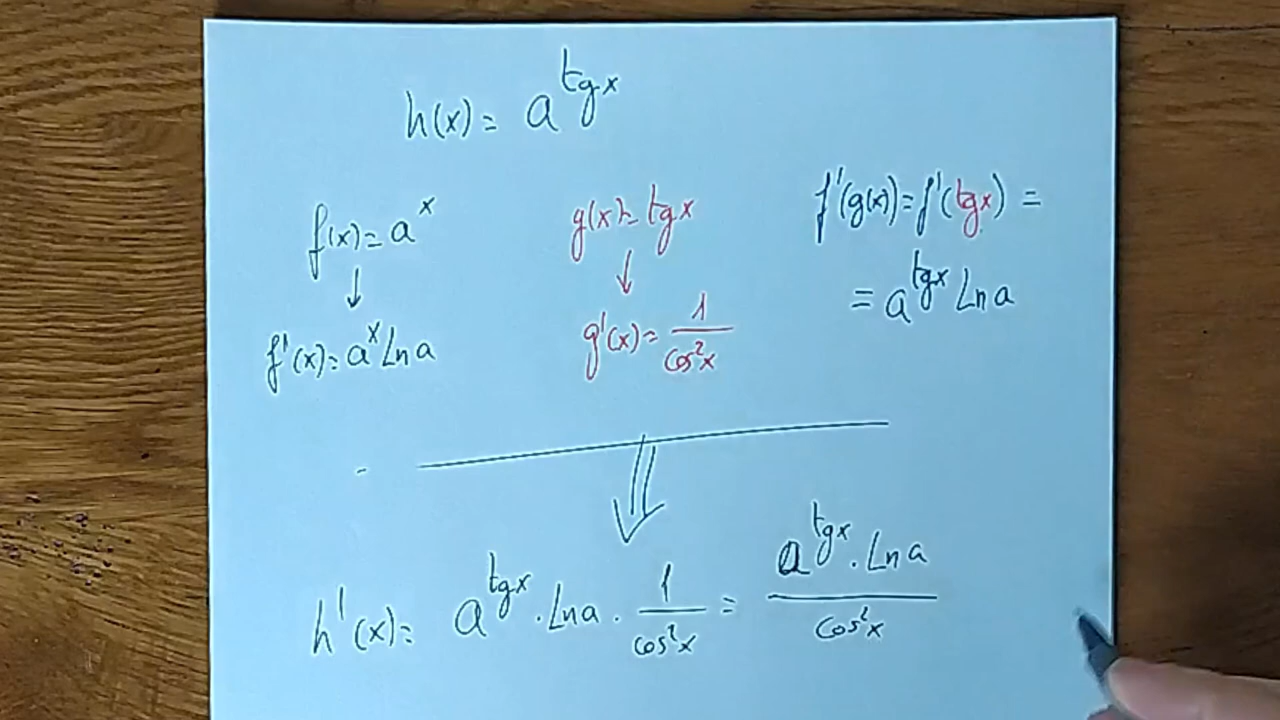 h(x) = a^{tgx}
f(x) = a^x
↓
f'(x) = a^x Ln a
g(x) = tgx
↓
g'(x) = 1/cos²x
f'(g(x)) = f'(tgx) =
= a^{tgx} Ln a
h'(x) = a^{tgx} · Ln a · 1/cos²x = a^{tgx} · Ln a/cos²x